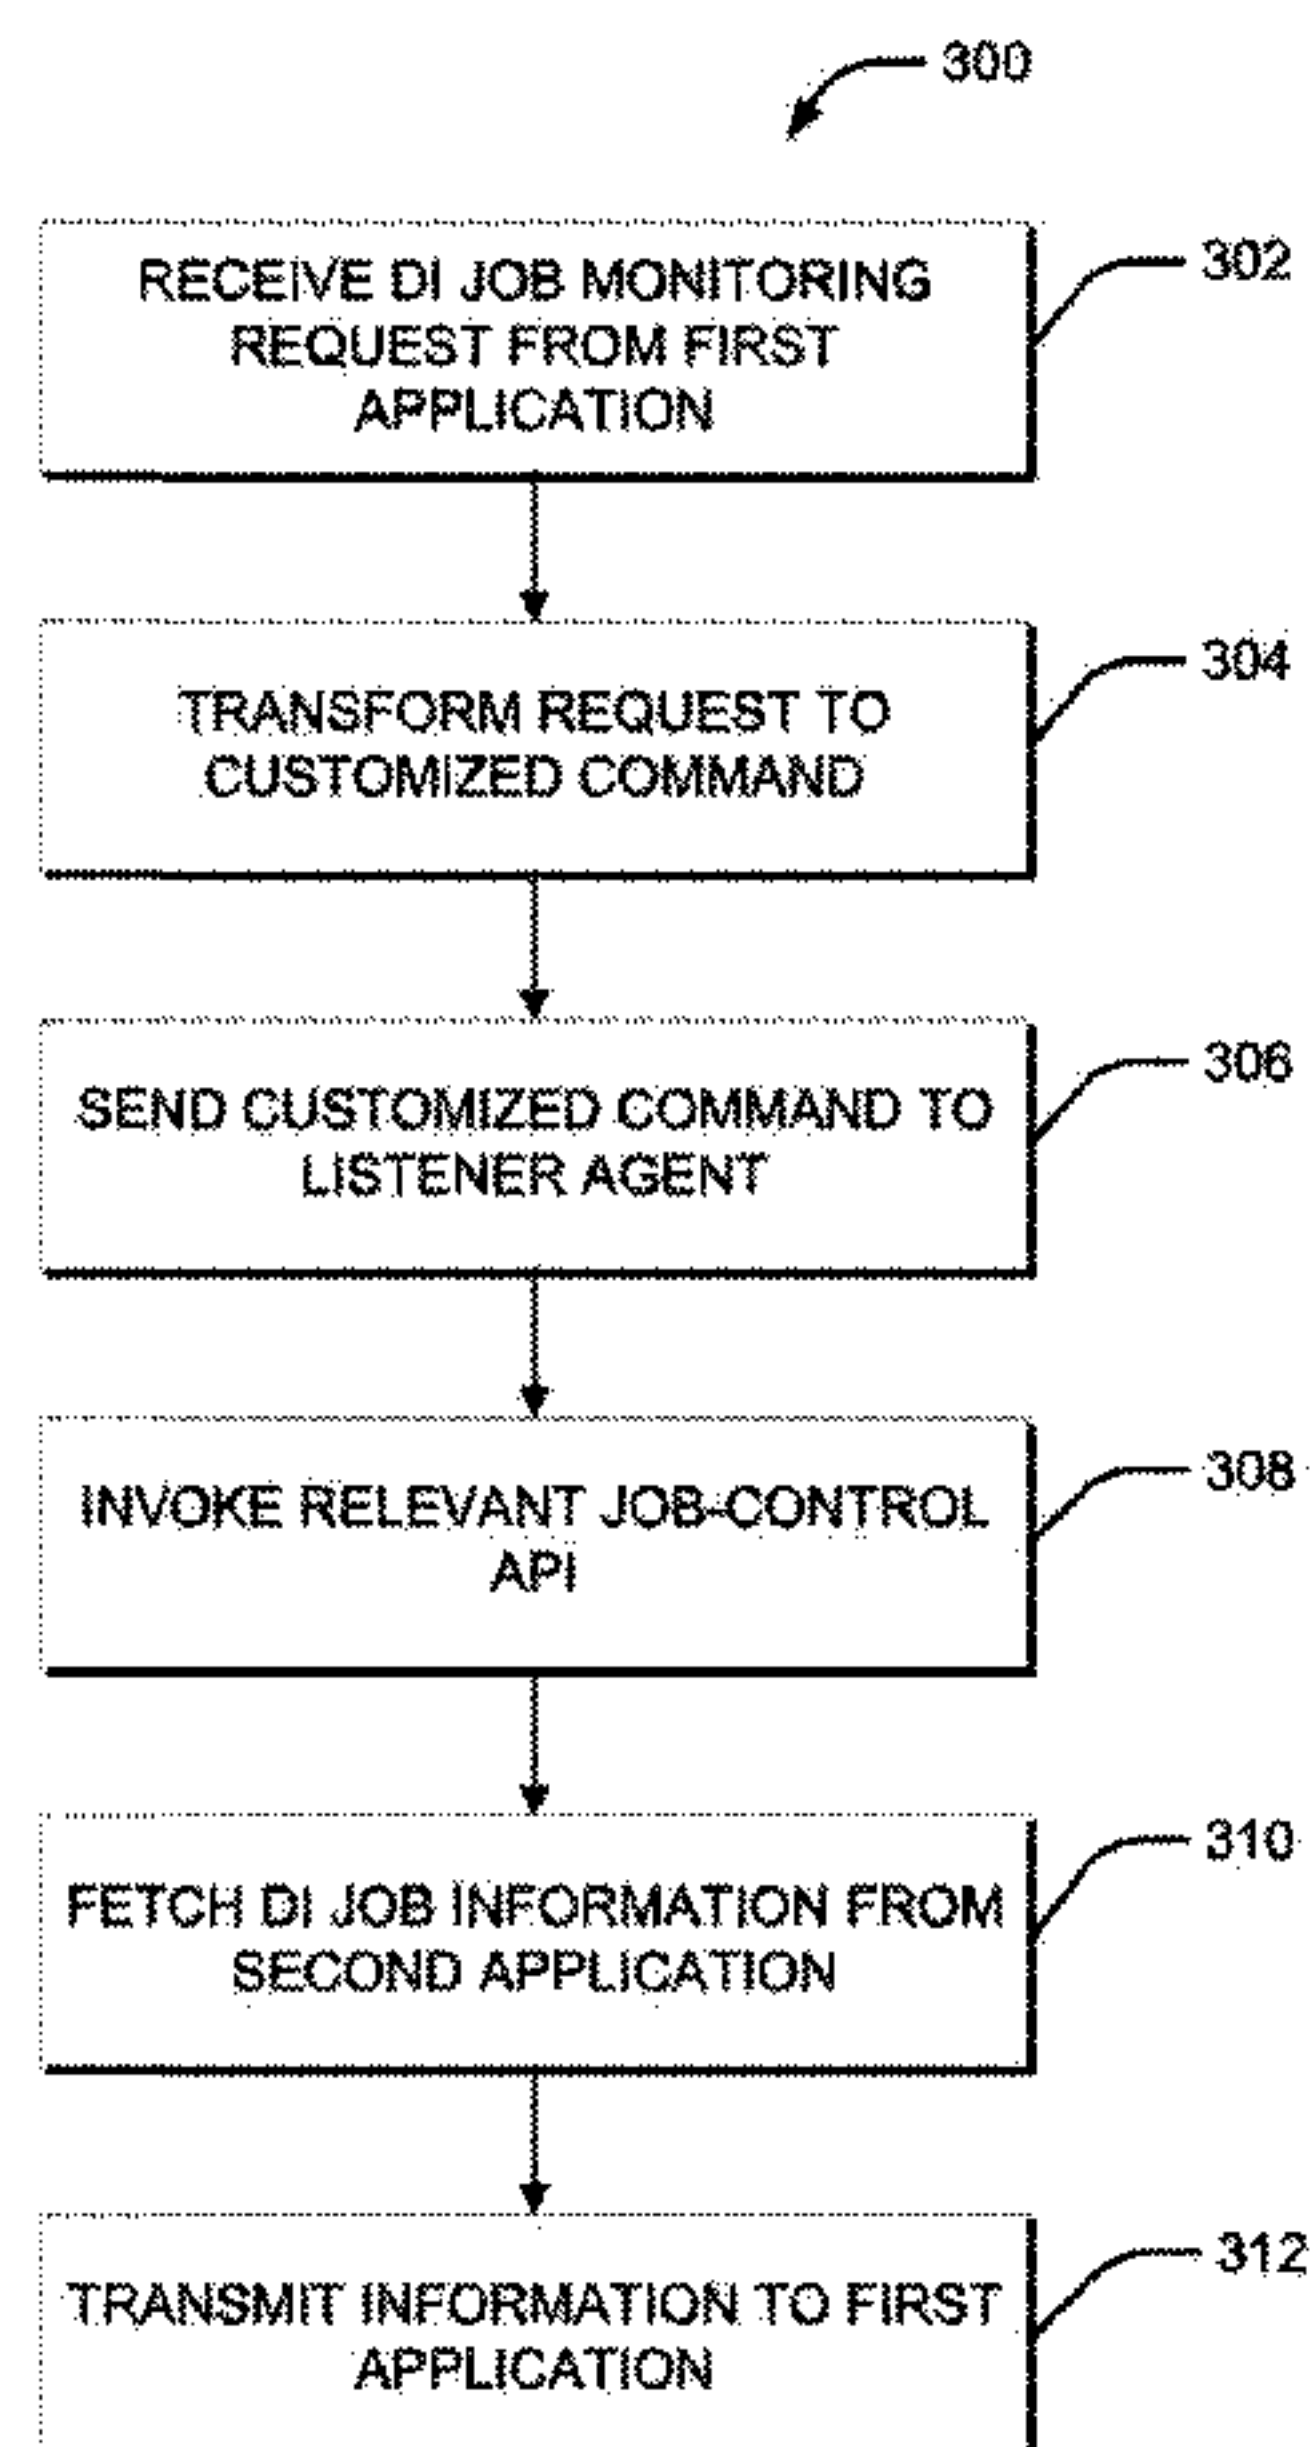 300
RECEIVE DI JOB MONITORING
REQUEST FROM FIRST
APPLICATION
302
TRANSFORM REQUEST TO
CUSTOMIZED COMMAND
304
SEND CUSTOMIZED COMMAND TO
LISTENER AGENT
306
INVOKE RELEVANT JOB-CONTROL
API
308
FETCH DI JOB INFORMATION FROM
SECOND APPLICATION
310
TRANSMIT INFORMATION TO FIRST
APPLICATION
312